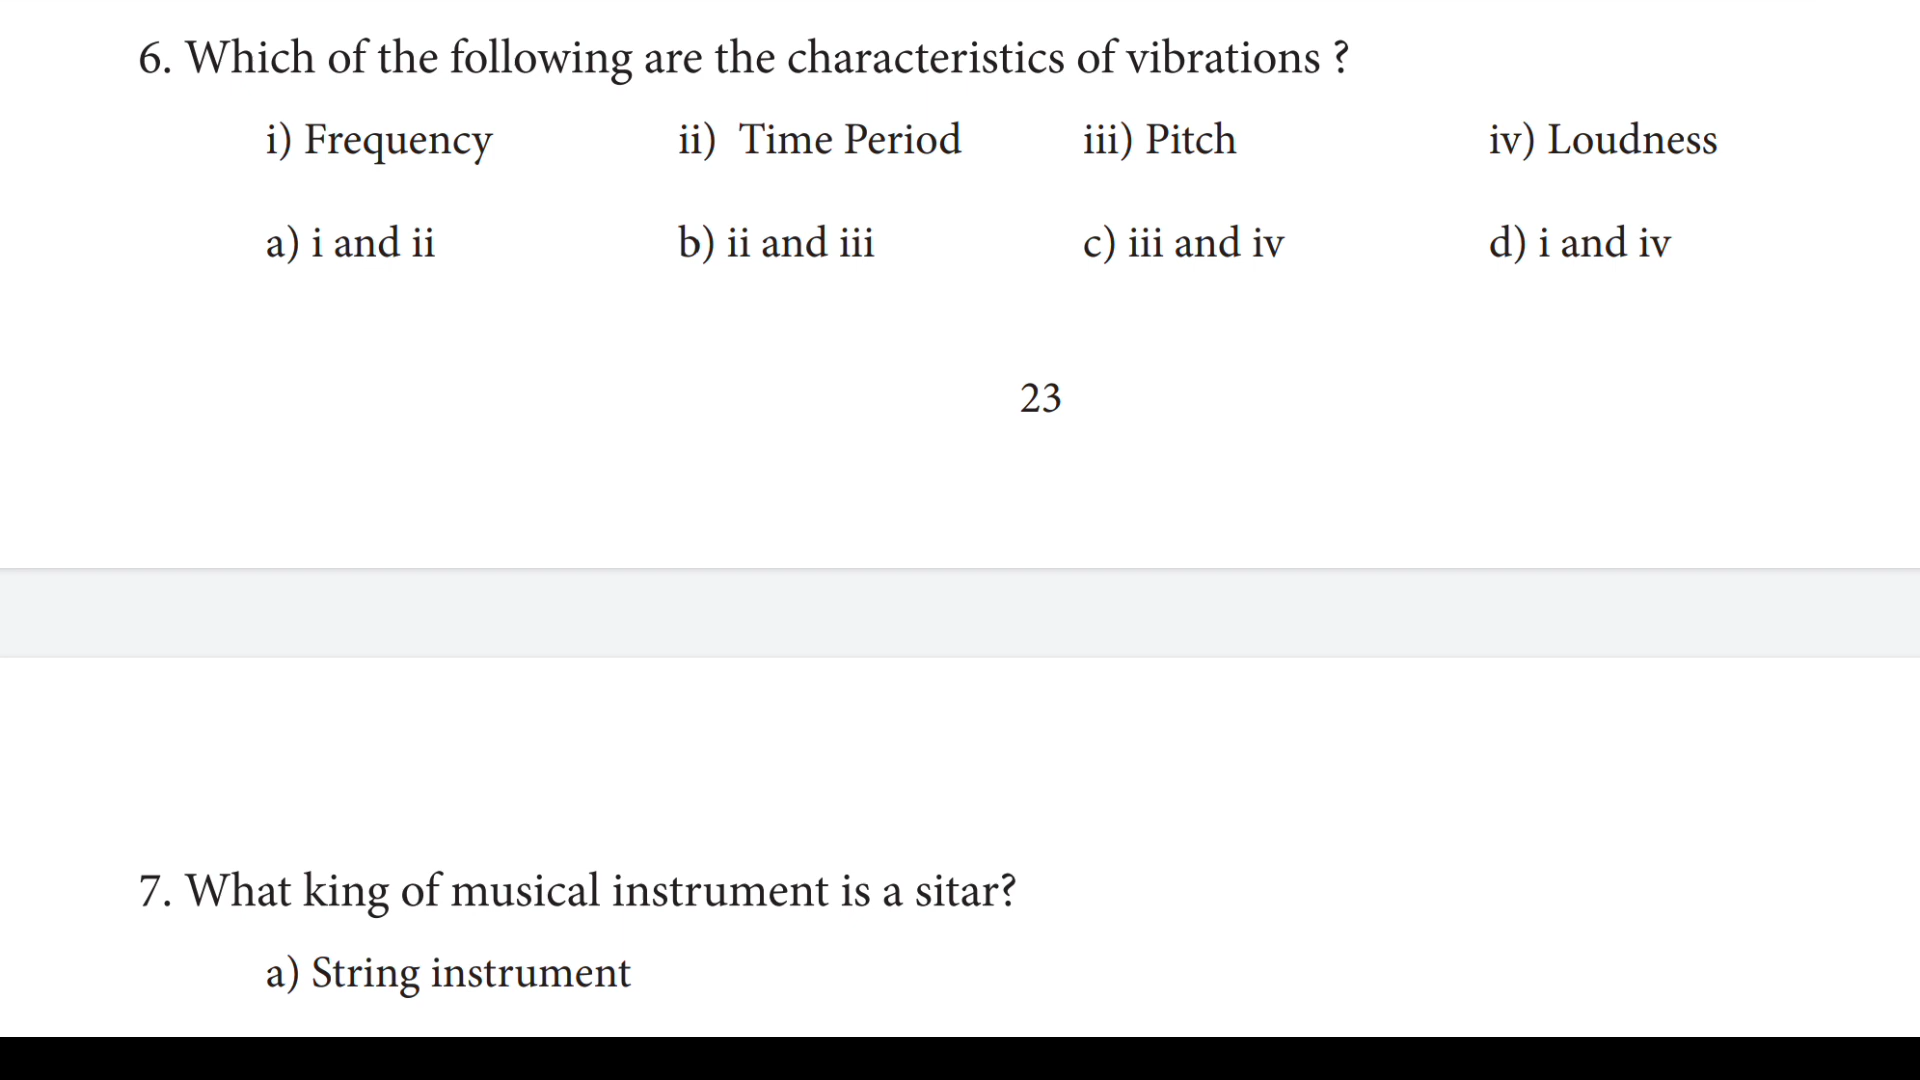 6. Which of the following are the characteristics of vibrations ?
i) Frequency ii) Time Period iii) Pitch iv) Loudness
a) i and ii b) ii and iii c) iii and iv d) i and iv
23
7. What king of musical instrument is a sitar?
a) String instrument